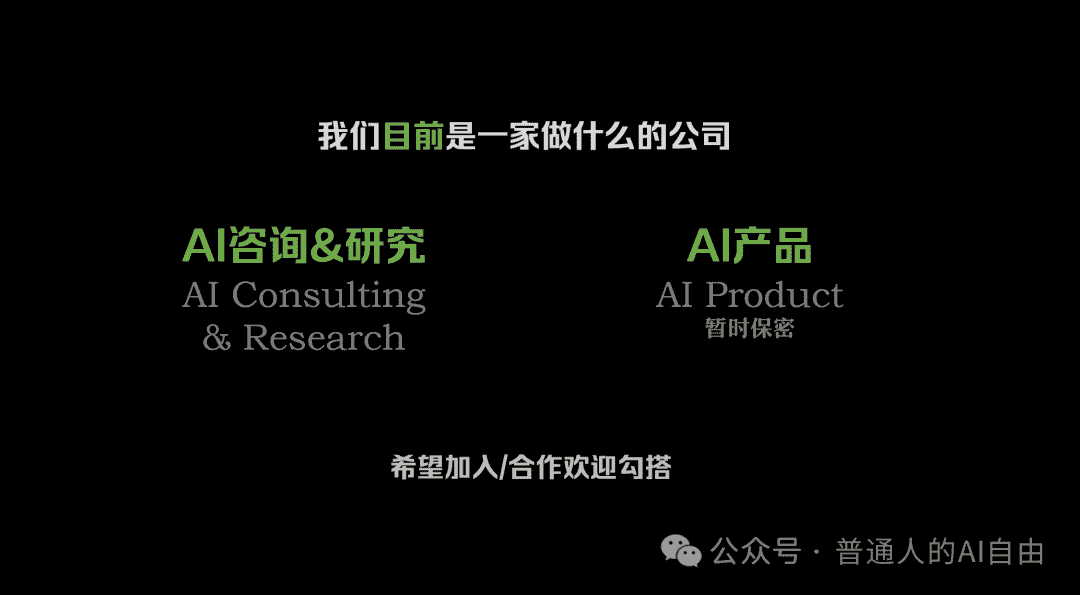 我们目前是一家做什么的公司
AI咨询&研究
AI Consulting
& Research
AI产品
AI Product
暂时保密
希望加入/合作欢迎勾搭
公众号 · 普通人的AI自由